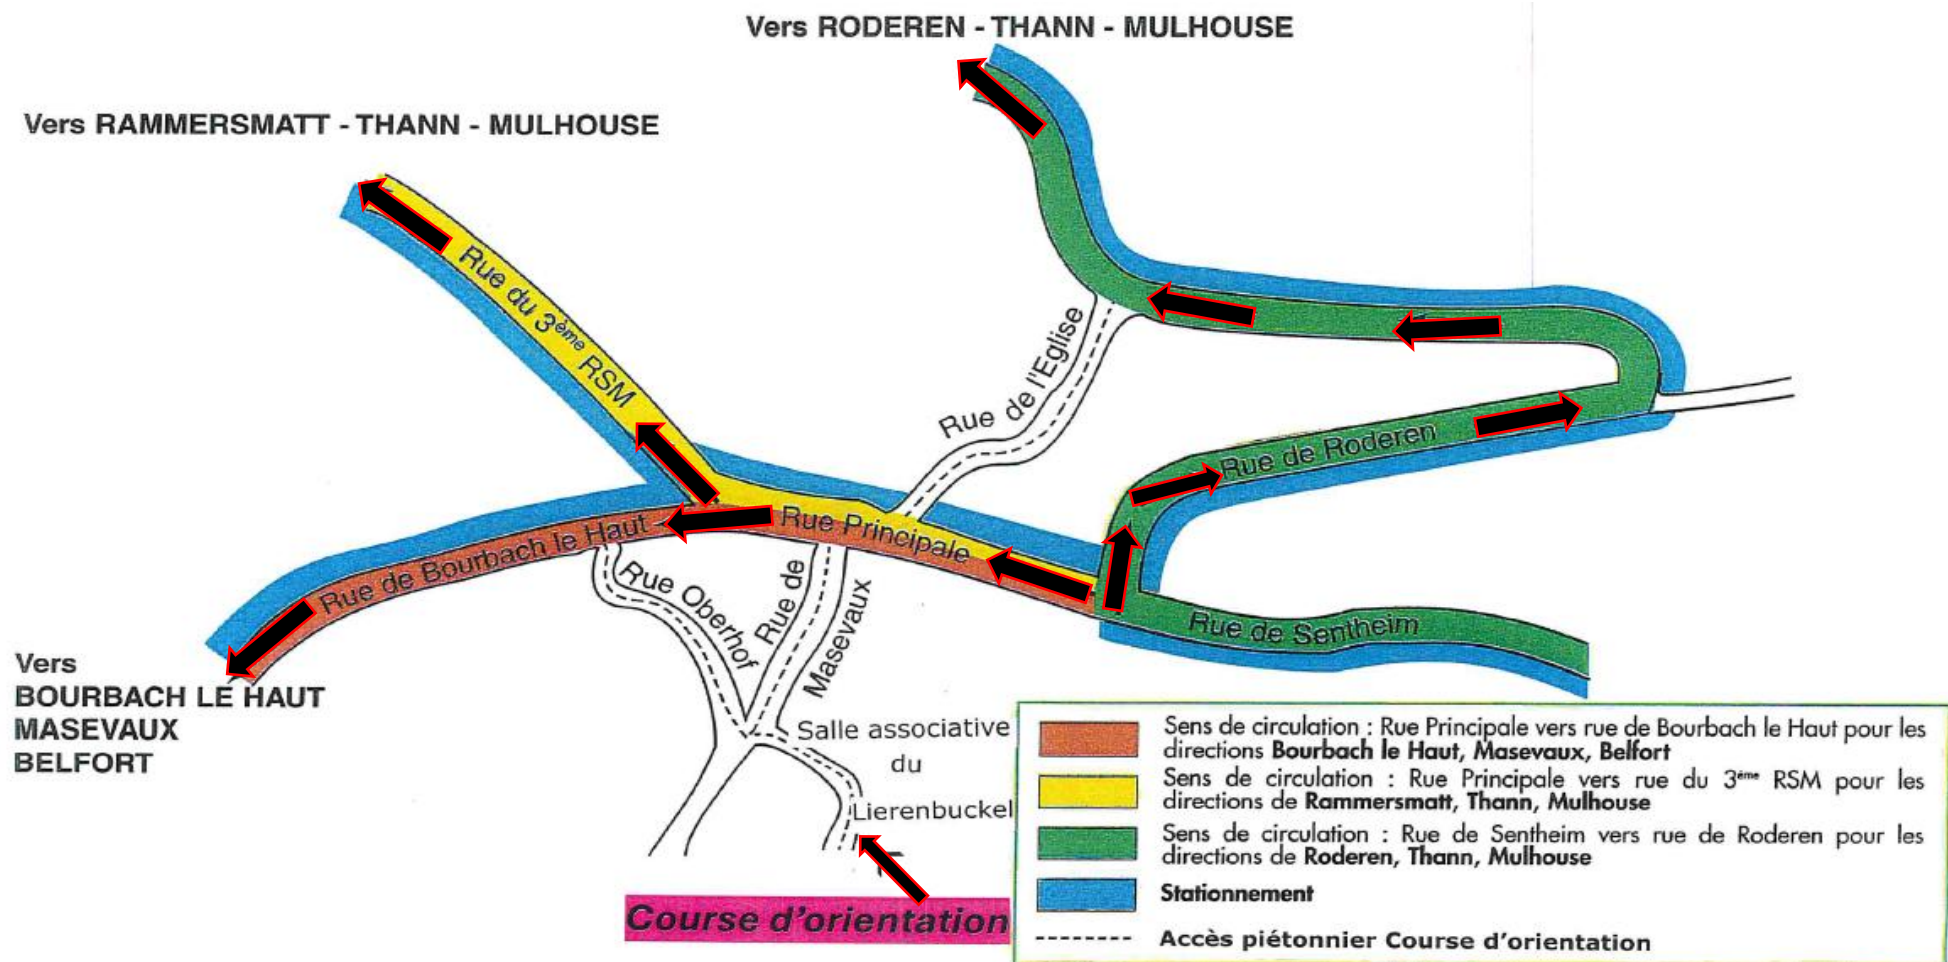 Vers RODEREN - THANN - MULHOUSE
Vers RAMMERSMATT - THANN - MULHOUSE
Rue du 3ème RSM
Rue de l'Eglise
Rue de Roderen
Rue Principale
Rue de Bourbach le Haut
Rue Oberhof
Rue de
Masevaux
Rue de Sentheim
Vers
BOURBACH LE HAUT
MASEVAUX
BELFORT
Salle associative
du
Lierenbuckel
Course d'orientation
Sens de circulation : Rue Principale vers rue de Bourbach le Haut pour les
directions Bourbach le Haut, Masevaux, Belfort
Sens de circulation : Rue Principale vers rue du 3ème RSM pour les
directions de Rammersmatt, Thann, Mulhouse
Sens de circulation : Rue de Sentheim vers rue de Roderen pour les
directions de Roderen, Thann, Mulhouse
Stationnement
Accès piétonnier Course d'orientation